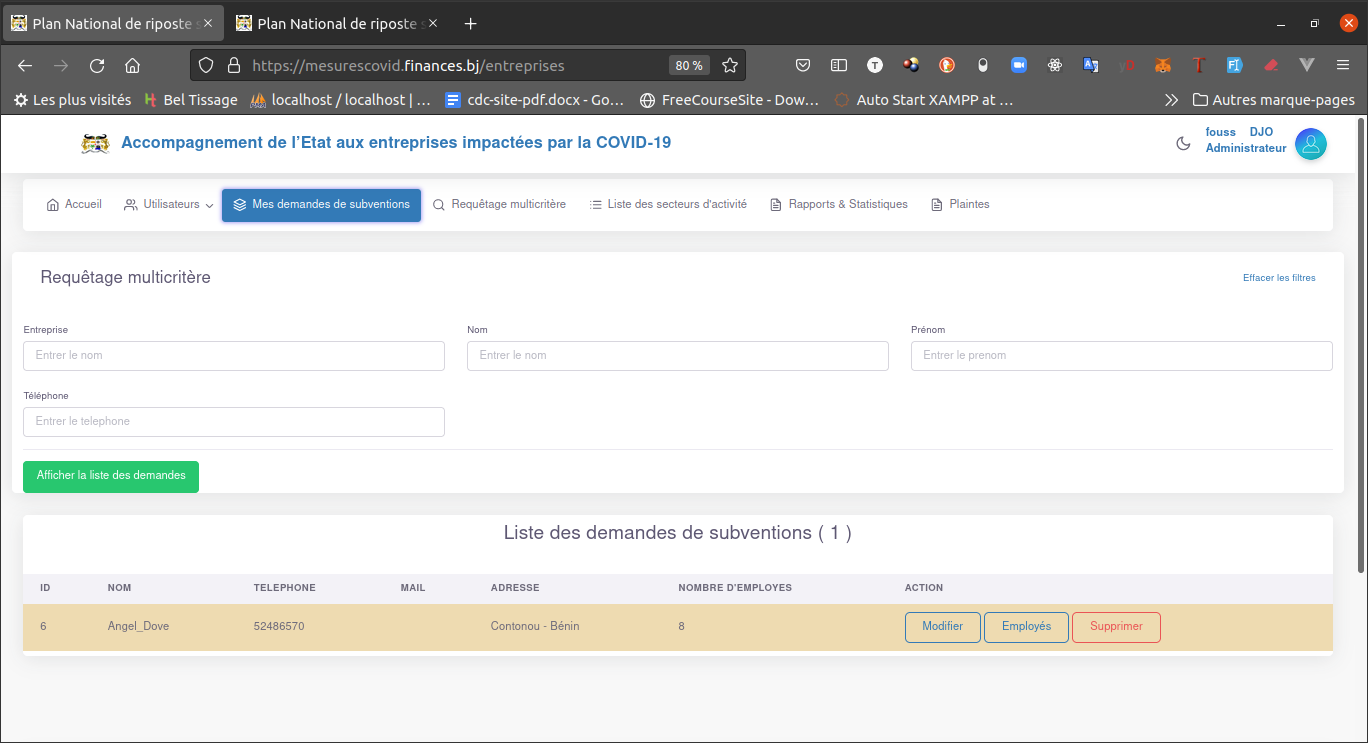 Plan National de riposte s
Plan National de riposte s
https://mesurescovid.finances.bj/entreprises
80 %
Les plus visités
Bel Tissage
localhost / localhost | …
cdc-site-pdf.docx - Go…
FreeCourseSite - Dow…
Auto Start XAMPP at …
Autres marque-pages
Accompagnement de l'Etat aux entreprises impactées par la COVID-19
fouss DJO
Administrateur
Accueil
Utilisateurs
Mes demandes de subventions
Requêtage multicritère
Liste des secteurs d'activité
Rapports & Statistiques
Plaintes
Requêtage multicritère
Effacer les filtres
Entreprise
Nom
Prénom
Entrer le nom
Entrer le nom
Entrer le prenom
Téléphone
Entrer le telephone
Afficher la liste des demandes
Liste des demandes de subventions ( 1 )
ID NOM TELEPHONE MAIL ADRESSE NOMBRE D'EMPLOYES ACTION
6 Angel_Dove 52486570 Contonou - Bénin 8 Modifier Employés Supprimer